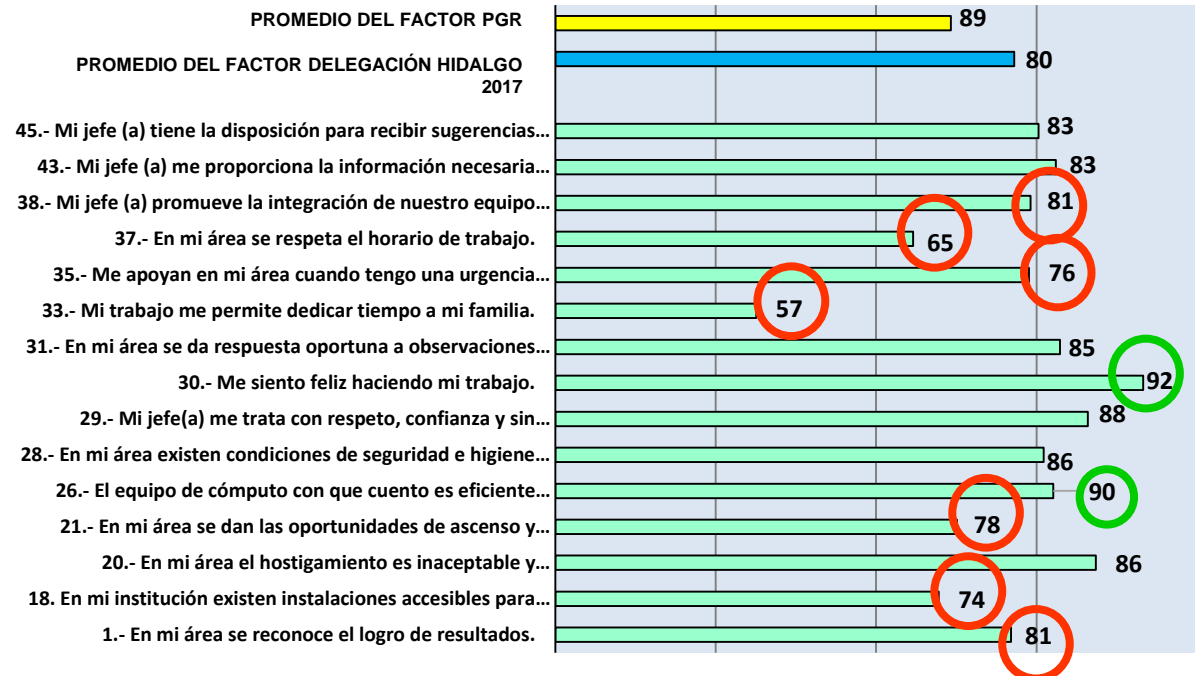 PROMEDIO DEL FACTOR PGR
89
PROMEDIO DEL FACTOR DELEGACIÓN HIDALGO
2017
80
45.- Mi jefe (a) tiene la disposición para recibir sugerencias...
83
43.- Mi jefe (a) me proporciona la información necesaria...
83
38.- Mi jefe (a) promueve la integración de nuestro equipo...
81
37.- En mi área se respeta el horario de trabajo.
65
35.- Me apoyan en mi área cuando tengo una urgencia...
76
33.- Mi trabajo me permite dedicar tiempo a mi familia.
57
31.- En mi área se da respuesta oportuna a observaciones...
85
30.- Me siento feliz haciendo mi trabajo.
92
29.- Mi jefe(a) me trata con respeto, confianza y sin...
88
28.- En mi área existen condiciones de seguridad e higiene...
86
26.- El equipo de cómputo con que cuento es eficiente...
90
21.- En mi área se dan las oportunidades de ascenso y...
78
20.- En mi área el hostigamiento es inaceptable y...
86
18. En mi institución existen instalaciones accesibles para...
74
1.- En mi área se reconoce el logro de resultados.
81